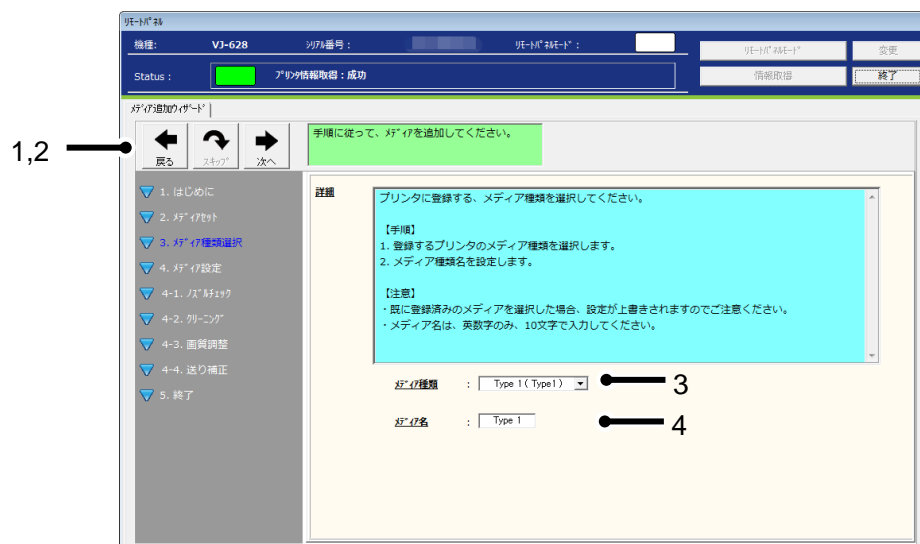 リモートパネル
機種: VJ-628 シリアル番号: リモートパネルモード:
リモートパネルモード 変更
Status: プリンタ情報取得:成功
情報取得 終了
メディア追加ウィザード
1,2
戻る スキップ 次へ
手順に従って、メディアを追加してください。
1. はじめに
2. メディアセット
3. メディア種類選択
4. メディア設定
4-1. ノズルチェック
4-2. クリーニング
4-3. 画質調整
4-4. 送り補正
5. 終了
詳細
プリンタに登録する、メディア種類を選択してください。
【手順】
1. 登録するプリンタのメディア種類を選択します。
2. メディア種類名を設定します。
【注意】
・既に登録済みのメディアを選択した場合、設定が上書きされますのでご注意ください。
・メディア名は、英数字のみ、10文字で入力してください。
メディア種類 : Type 1 ( Type1 ) 3
メディア名 : Type 1 4